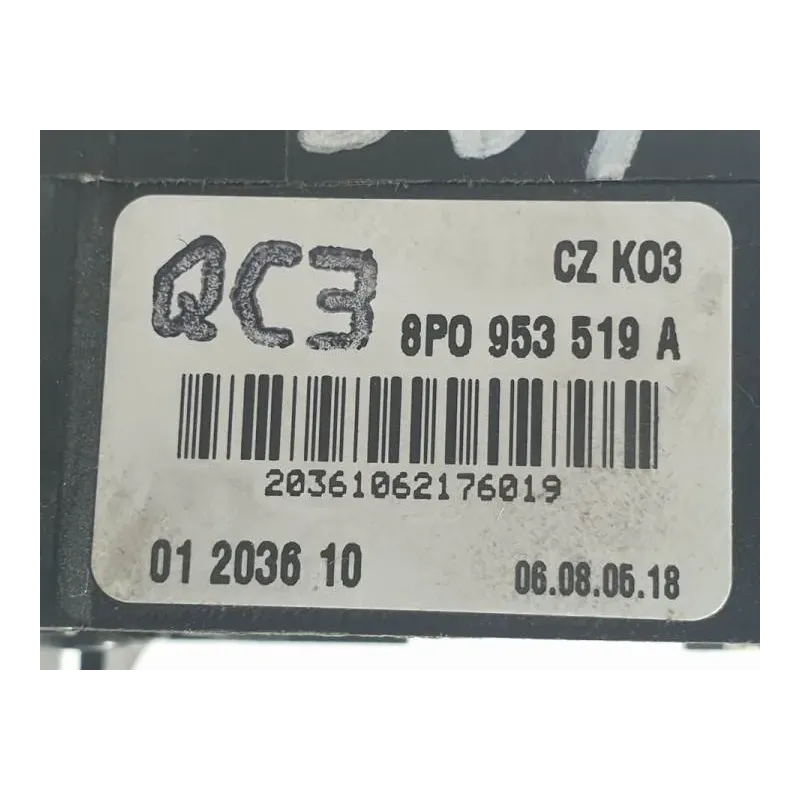 QC3
CZ K03
8P0 953 519 A
20361062176019
01 2036 10
06.08.05.18